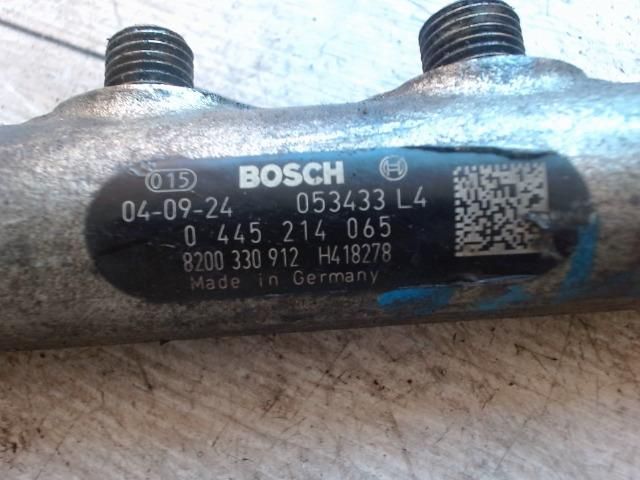 015 BOSCH
04-09-24 053433 L4
0 445 214 065
8200 330 912 H418278
Made in Germany